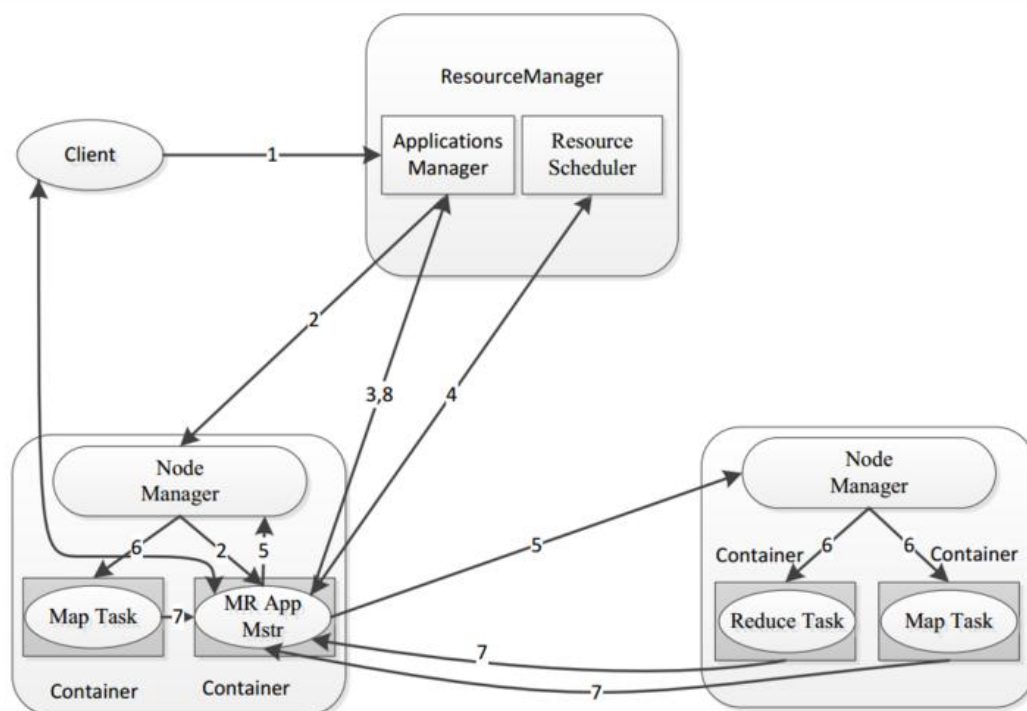 ResourceManager
Client
1
Applications
Manager
Resource
Scheduler
2
3,8
4
Node
Manager
6
2
5
Map Task
7
MR App
Mstr
Container
Container
5
Node
Manager
Container
6
6
Container
Reduce Task
Map Task
7
7